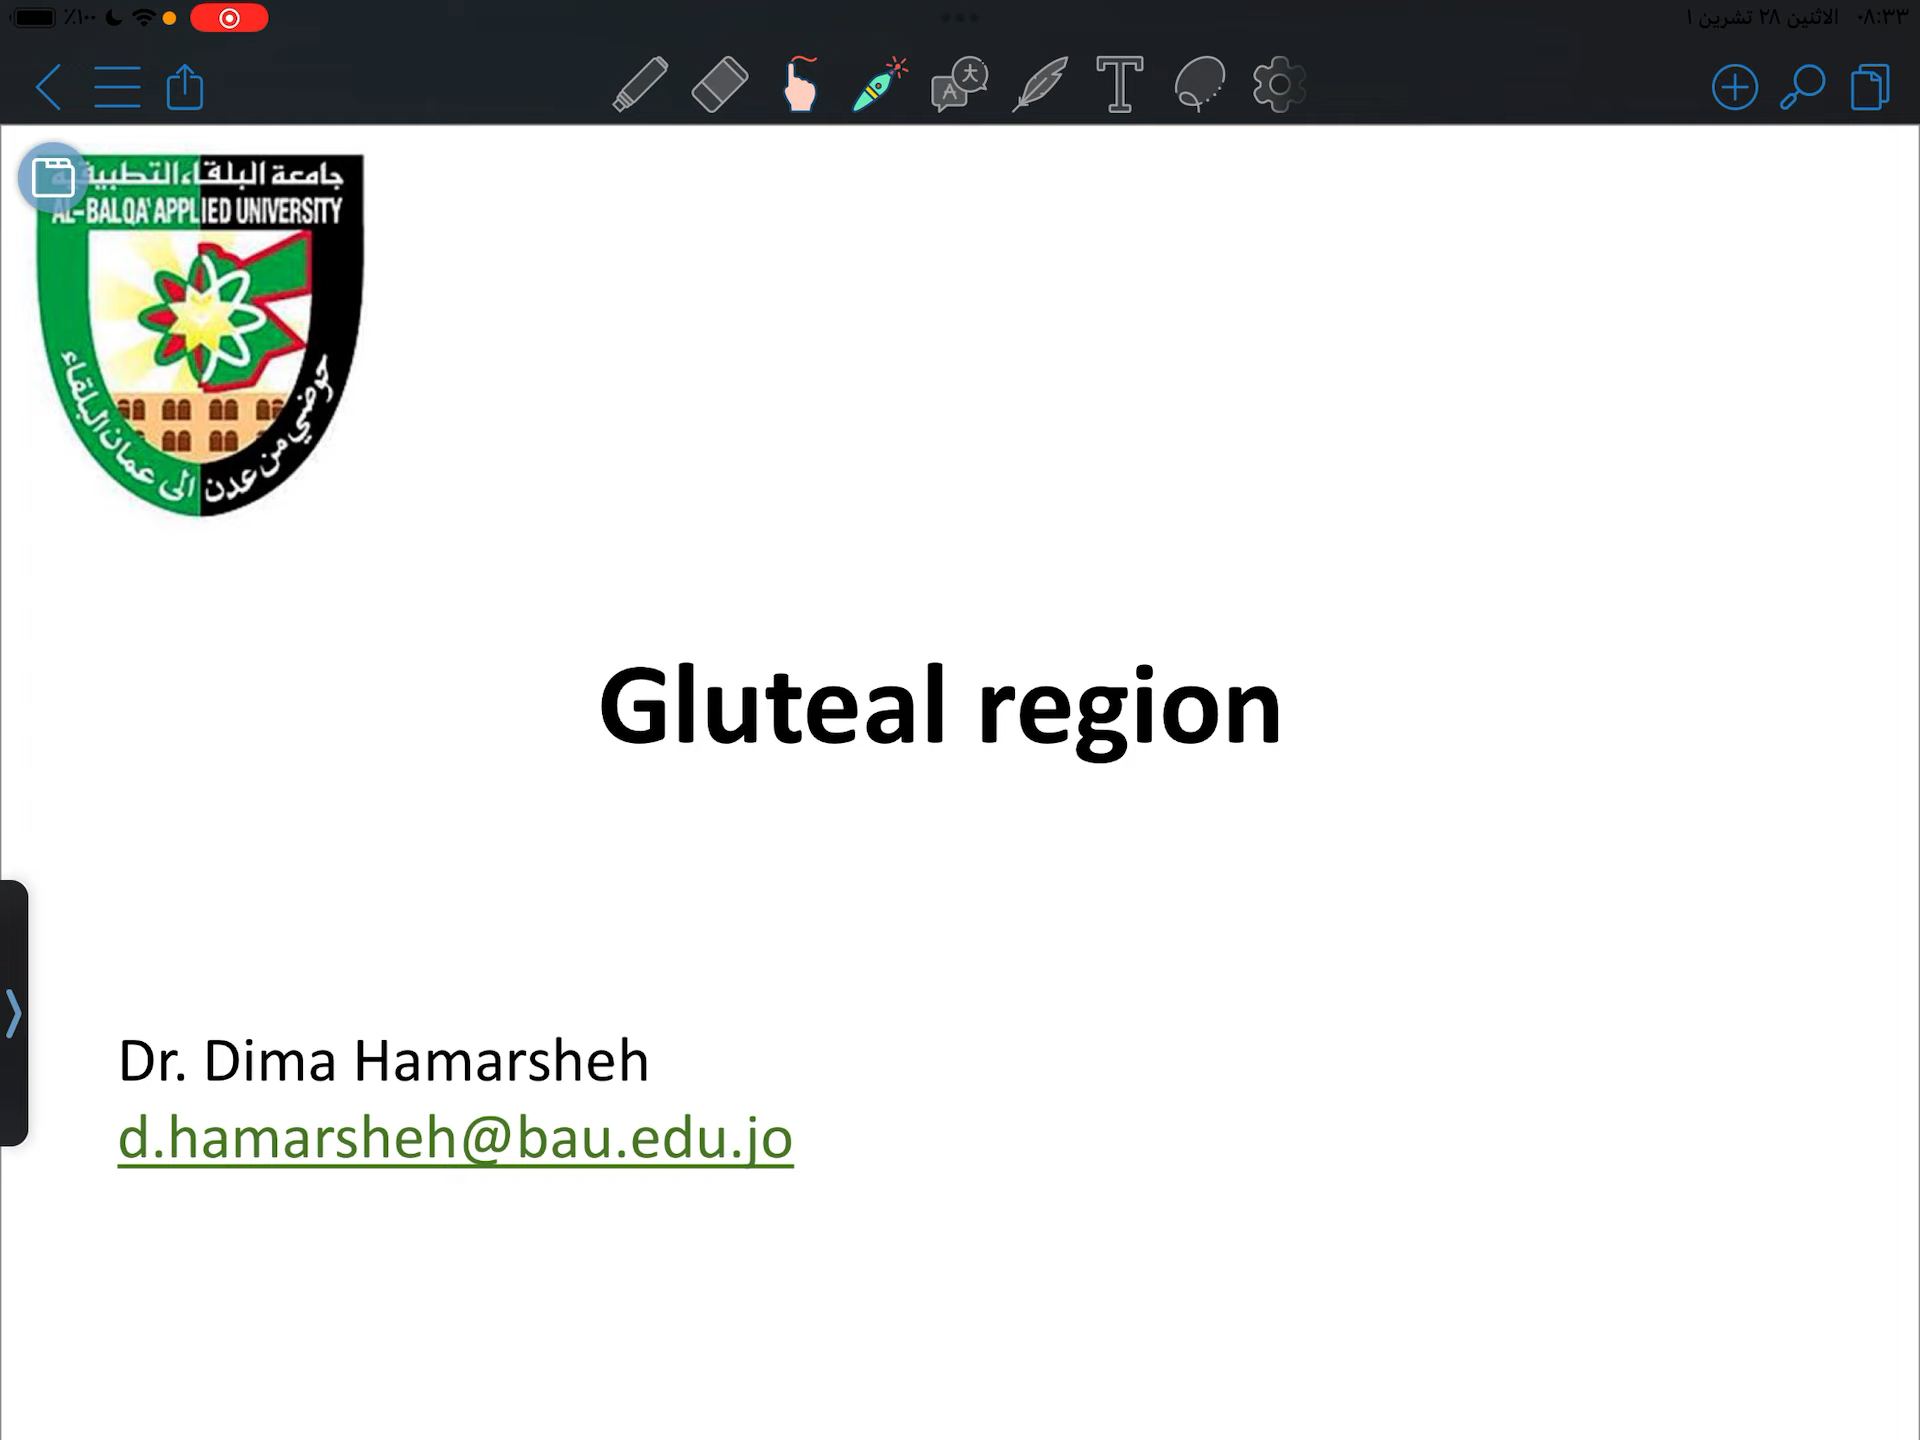 ٪١٠٠
الاثنين ٢٨ تشرين ١ ٠٨:٣٣
جامعة البلقاء التطبيقية
AL-BALQA' APPLIED UNIVERSITY
حوضي من عدن الى عمان البلقاء
Gluteal region
Dr. Dima Hamarsheh
d.hamarsheh@bau.edu.jo